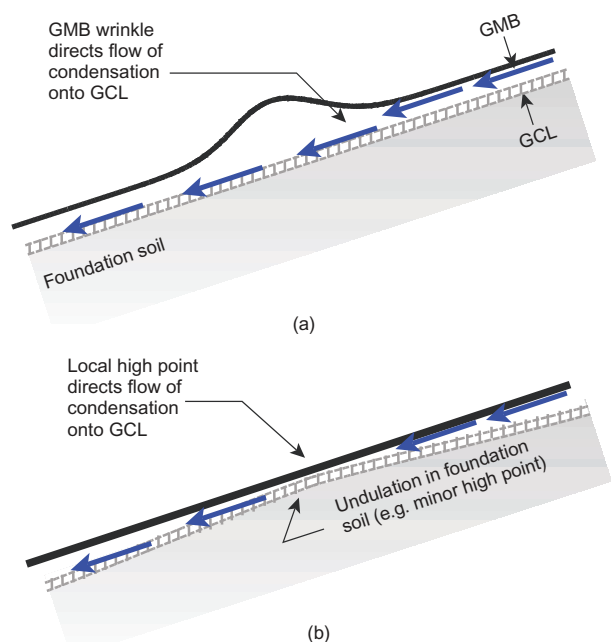 GMB wrinkle
directs flow of
condensation
onto GCL
GMB
GCL
Foundation soil
(a)
Local high point
directs flow of
condensation
onto GCL
Undulation in foundation
soil (e.g. minor high point)
(b)